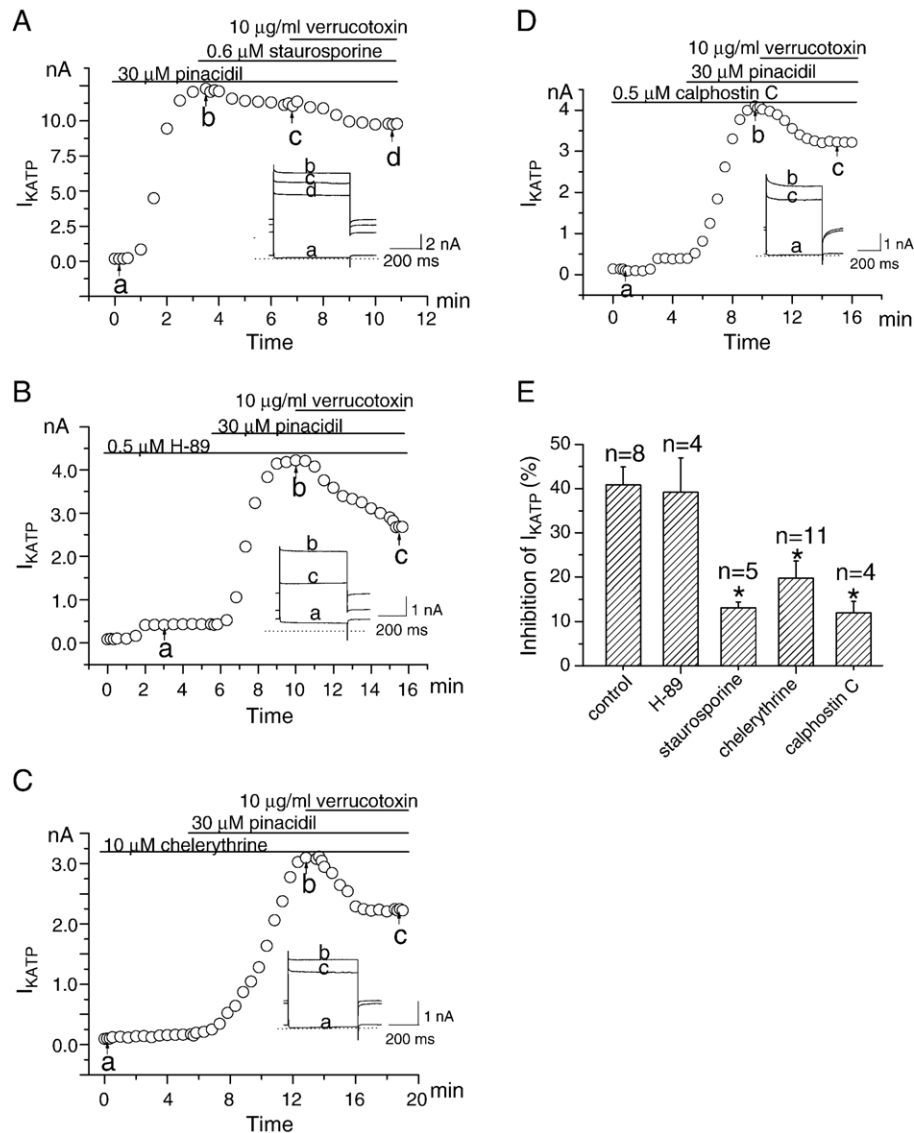 A
10 μg/ml verrucotoxin
0.6 μM staurosporine
nA
30 μM pinacidil
10.0
7.5
5.0
2.5
0.0
I_KATP
a
b
c
d
b
c
d
a
2 nA
200 ms
0 2 4 6 8 10 12
min
Time
B
10 μg/ml verrucotoxin
nA
30 μM pinacidil
0.5 μM H-89
4.0
3.0
2.0
1.0
0.0
I_KATP
a
b
c
b
c
a
1 nA
200 ms
0 2 4 6 8 10 12 14 16
min
Time
C
10 μg/ml verrucotoxin
nA
30 μM pinacidil
10 μM chelerythrine
3.0
2.0
1.0
0.0
I_KATP
a
b
c
b
c
a
1 nA
200 ms
0 4 8 12 16 20
min
Time
D
10 μg/ml verrucotoxin
nA
30 μM pinacidil
0.5 μM calphostin C
4
3
2
1
0
I_KATP
a
b
c
b
c
a
1 nA
200 ms
0 4 8 12 16
min
Time
E
50
40
30
20
10
0
Inhibition of I_KATP (%)
n=8
n=4
n=5
*
n=11
*
n=4
*
control
H-89
staurosporine
chelerythrine
calphostin C